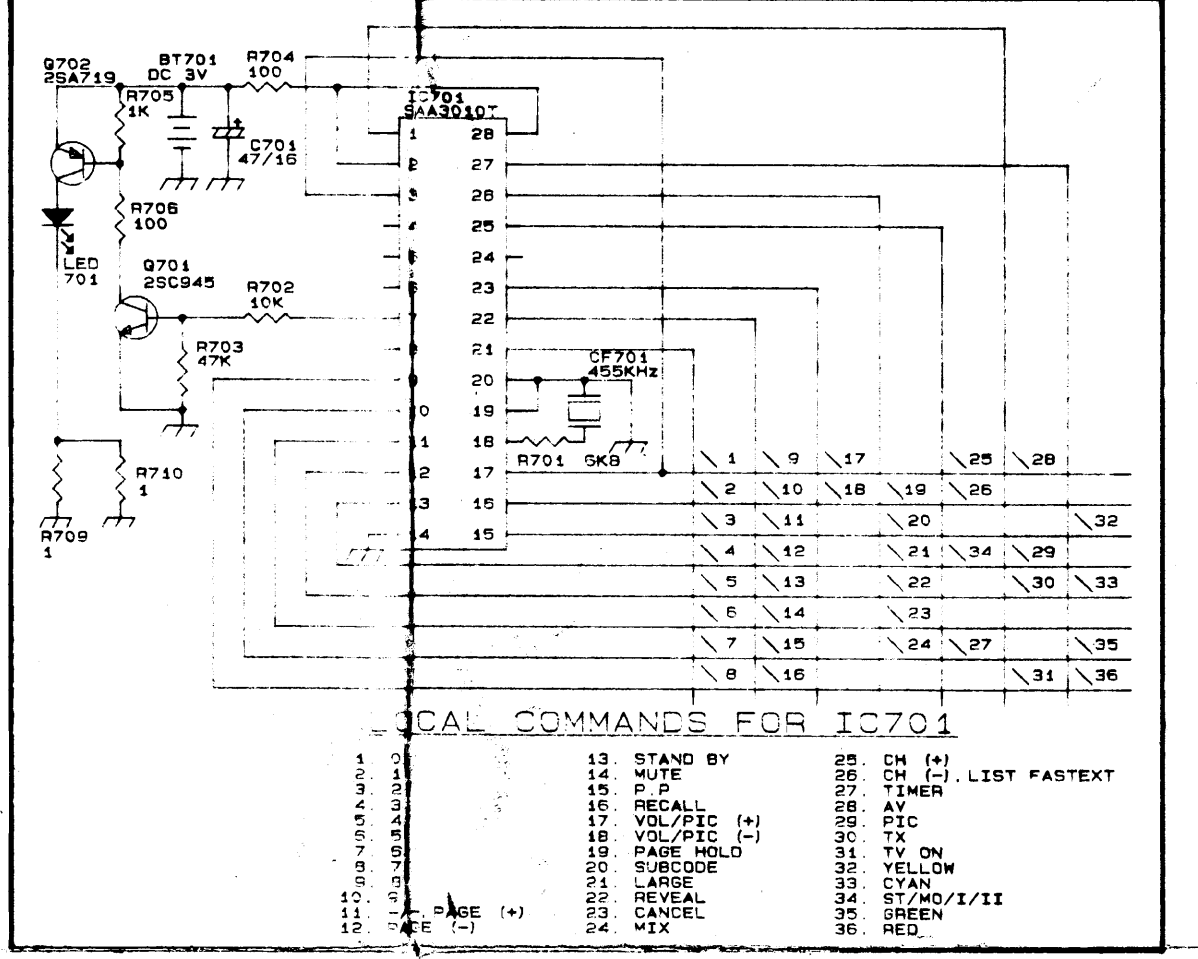 Q702
2SA719
BT701
DC 3V
R704
100
R705
1K
C701
47/16
+
IC701
SAA3010T
1 28
2 27
3 26
4 25
5 24
6 23
7 22
8 21
9 20
10 19
11 18
12 17
13 16
14 15
R706
100
LED
701
Q701
2SC945
R702
10K
R703
47K
CF701
455KHz
R701 6K8
R710
1
R709
1
1 9 17 25 28
2 10 18 19 26
3 11 20 32
4 12 21 34 29
5 13 22 30 33
6 14 23
7 15 24 27 35
8 16 31 36
LOCAL COMMANDS FOR IC701
1. 0
2. 1
3. 2
4. 3
5. 4
6. 5
7. 6
8. 7
9. 8
10. 9
11. PAGE (+)
12. PAGE (-)
13. STAND BY
14. MUTE
15. P.P
16. RECALL
17. VOL/PIC (+)
18. VOL/PIC (-)
19. PAGE HOLD
20. SUBCODE
21. LARGE
22. REVEAL
23. CANCEL
24. MIX
25. CH (+)
26. CH (-), LIST FASTEXT
27. TIMER
28. AV
29. PIC
30. TX
31. TV ON
32. YELLOW
33. CYAN
34. ST/MO/I/II
35. GREEN
36. RED